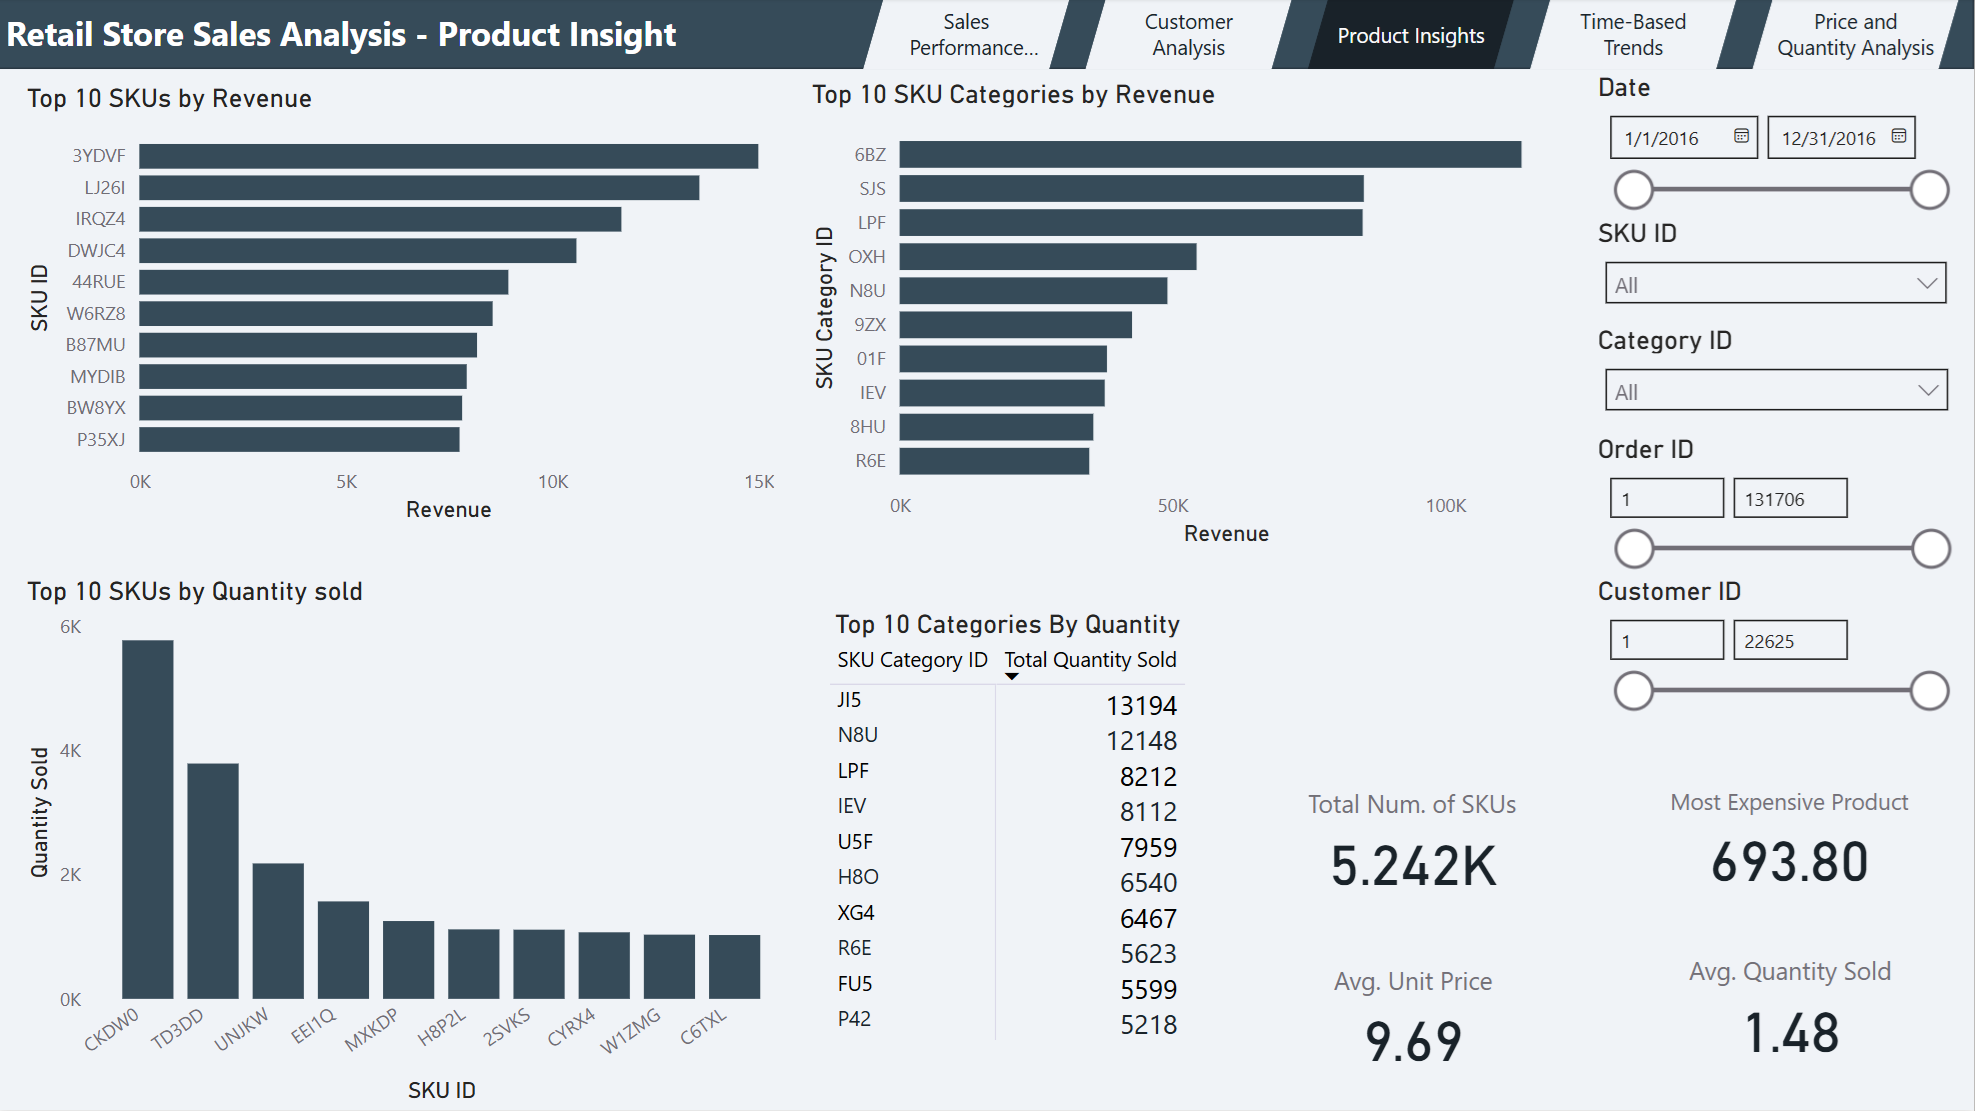 Retail Store Sales Analysis - Product Insight
Sales
Performance...
Customer
Analysis
Product Insights
Time-Based
Trends
Price and
Quantity Analysis
Top 10 SKUs by Revenue
SKU ID
3YDVF
LJ26I
IRQZ4
DWJC4
44RUE
W6RZ8
B87MU
MYDIB
BW8YX
P35XJ
0K 5K 10K 15K
Revenue
Top 10 SKU Categories by Revenue
SKU Category ID
6BZ
SJS
LPF
OXH
N8U
9ZX
01F
IEV
8HU
R6E
0K 50K 100K
Revenue
Date
1/1/2016 12/31/2016
SKU ID
All
Category ID
All
Order ID
1 131706
Customer ID
1 22625
Top 10 SKUs by Quantity sold
Quantity Sold
6K
4K
2K
0K
CKDW0 TD3DD UNJKW EEI1Q MXKDP H8P2L 2SVKS CYRX4 W1ZMG C6TXL
SKU ID
Top 10 Categories By Quantity
SKU Category ID Total Quantity Sold
JI5 13194
N8U 12148
LPF 8212
IEV 8112
U5F 7959
H8O 6540
XG4 6467
R6E 5623
FU5 5599
P42 5218
Total Num. of SKUs
5.242K
Most Expensive Product
693.80
Avg. Unit Price
9.69
Avg. Quantity Sold
1.48